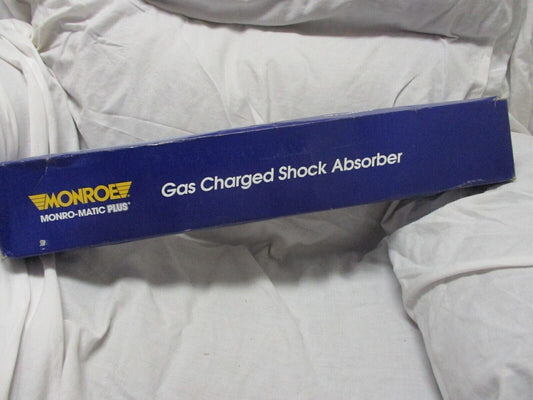 MONROE
MONRO-MATIC PLUS®
Gas Charged Shock Absorber